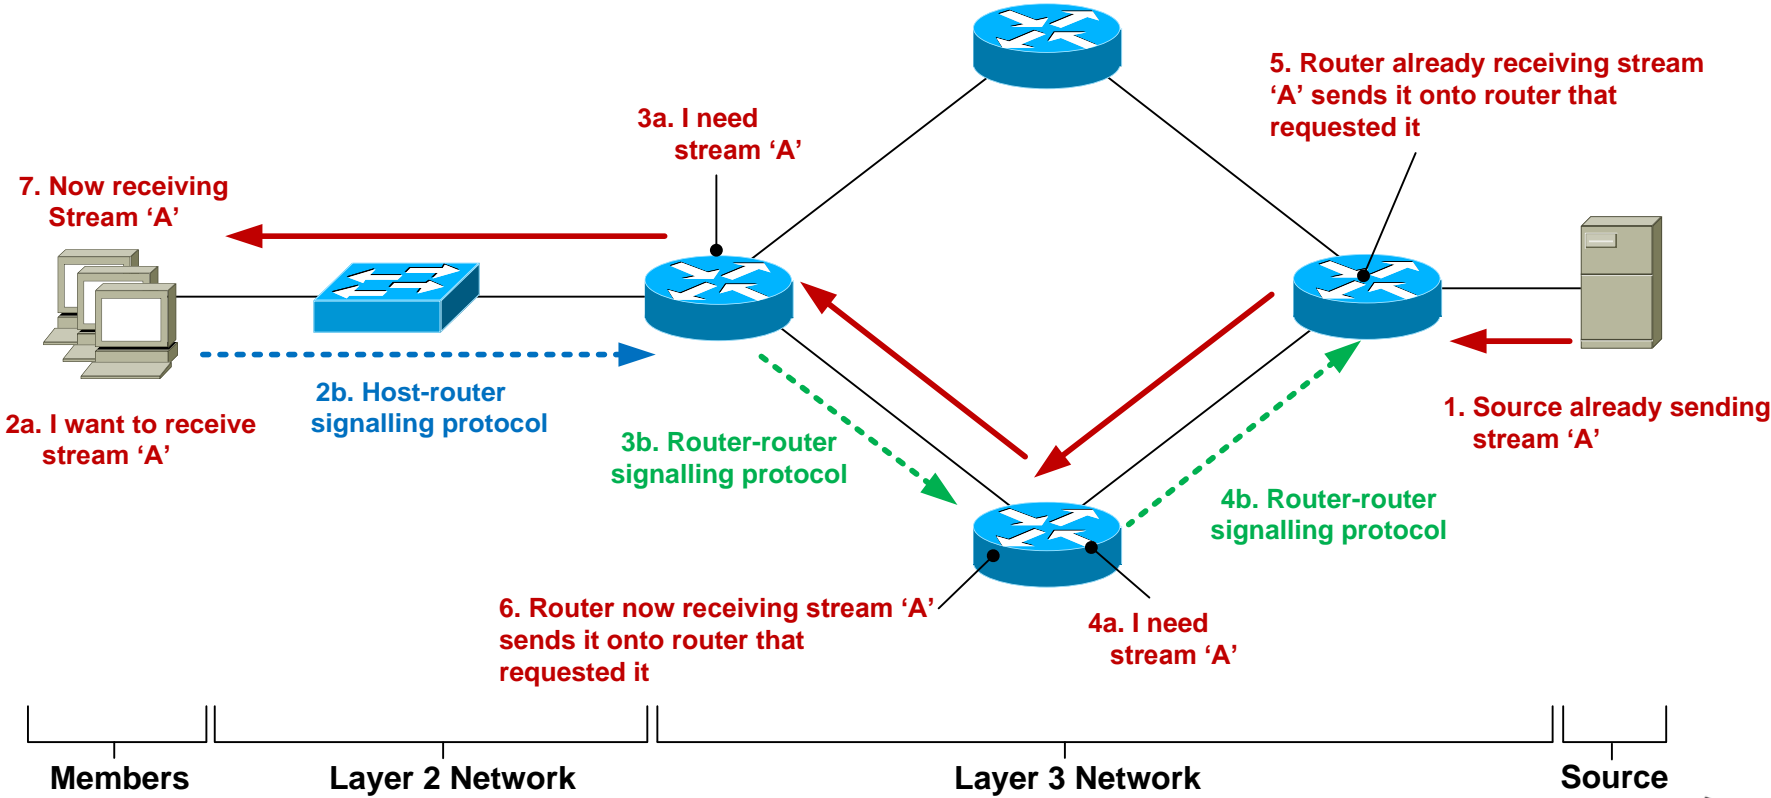 5. Router already receiving stream
‘A’ sends it onto router that
requested it
3a. I need
stream ‘A’
7. Now receiving
Stream ‘A’
2a. I want to receive
stream ‘A’
2b. Host-router
signalling protocol
3b. Router-router
signalling protocol
1. Source already sending
stream ‘A’
4b. Router-router
signalling protocol
6. Router now receiving stream ‘A’
sends it onto router that
requested it
4a. I need
stream ‘A’
Members
Layer 2 Network
Layer 3 Network
Source